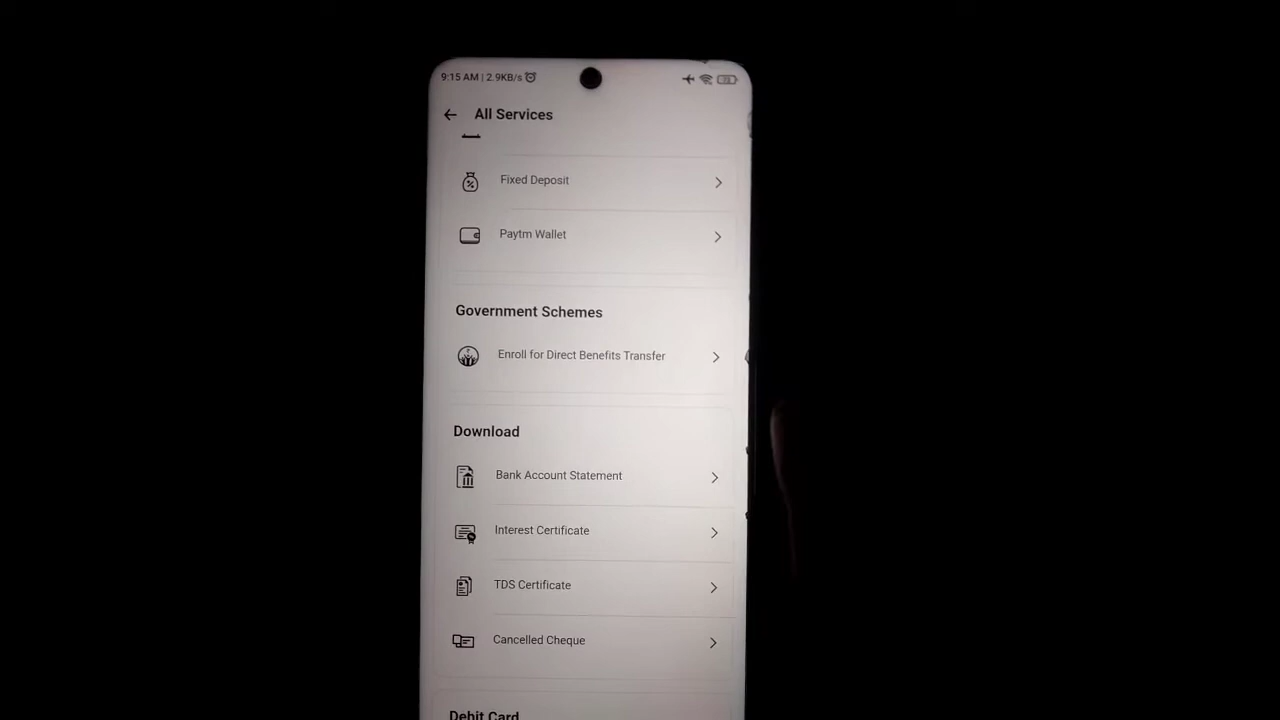 9:15 AM | 2.9KB/s
All Services
Fixed Deposit
Paytm Wallet
Government Schemes
Enroll for Direct Benefits Transfer
Download
Bank Account Statement
Interest Certificate
TDS Certificate
Cancelled Cheque
Debit Card